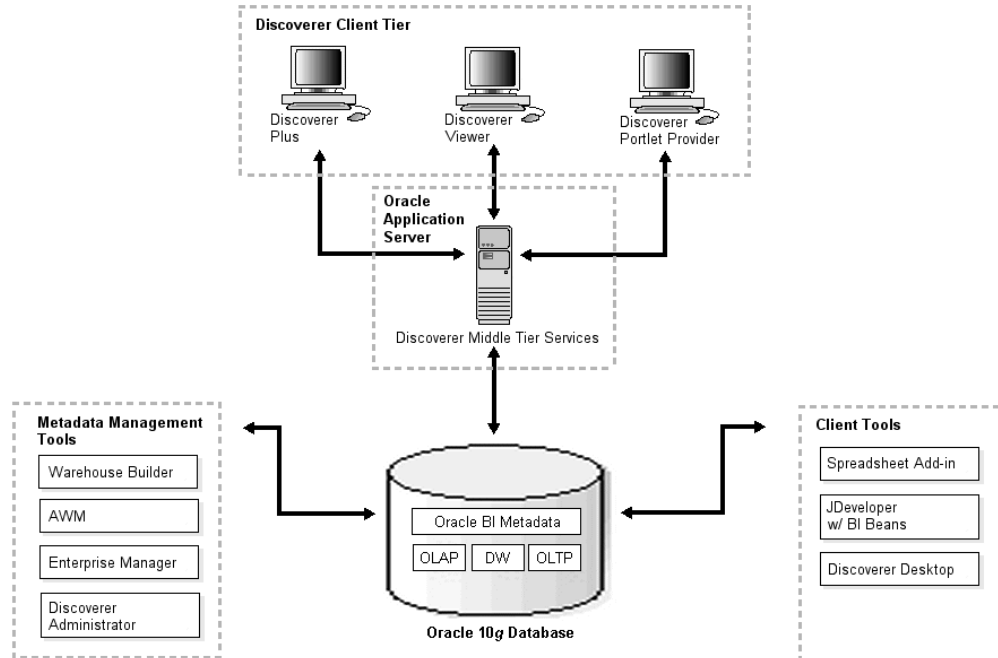 Discoverer Client Tier
Discoverer
Plus
Discoverer
Viewer
Discoverer
Portlet Provider
Oracle
Application
Server
Discoverer Middle Tier Services
Metadata Management
Tools
Warehouse Builder
AWM
Enterprise Manager
Discoverer
Administrator
Oracle BI Metadata
OLAP
DW
OLTP
Oracle 10g Database
Client Tools
Spreadsheet Add-in
JDeveloper
w/ BI Beans
Discoverer Desktop